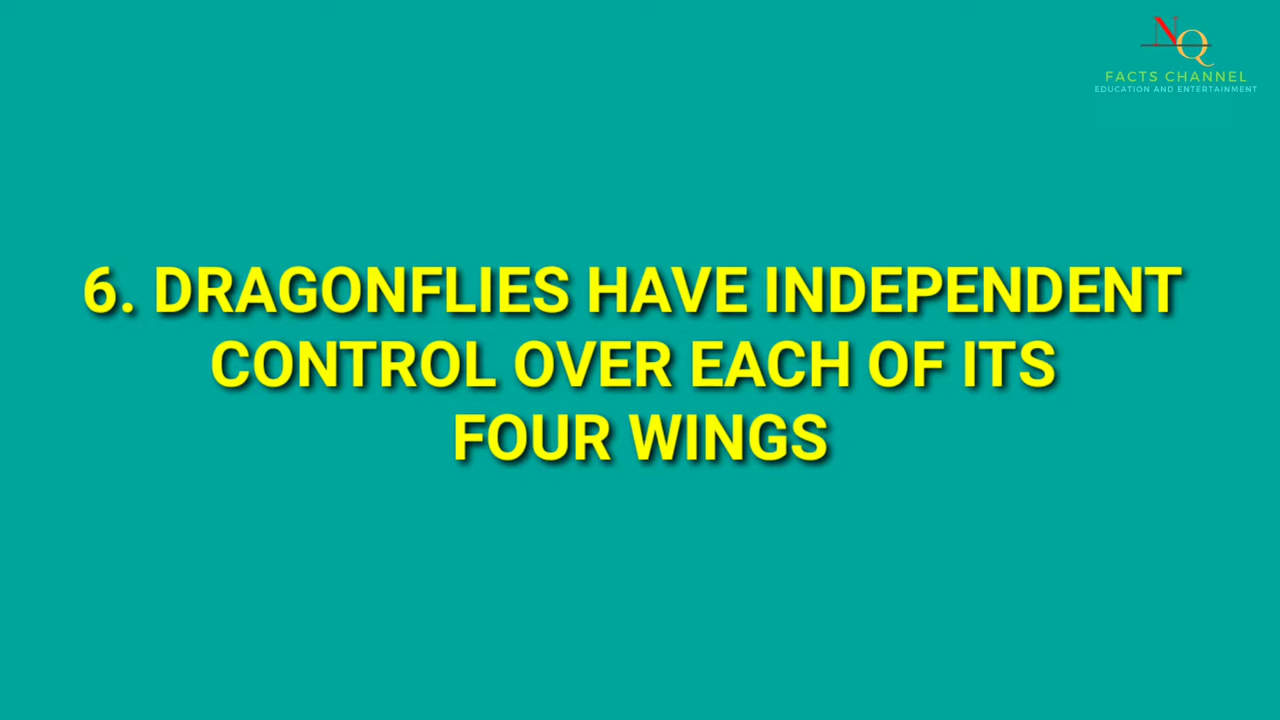 NQ
FACTS CHANNEL
EDUCATION AND ENTERTAINMENT
6. DRAGONFLIES HAVE INDEPENDENT
CONTROL OVER EACH OF ITS
FOUR WINGS